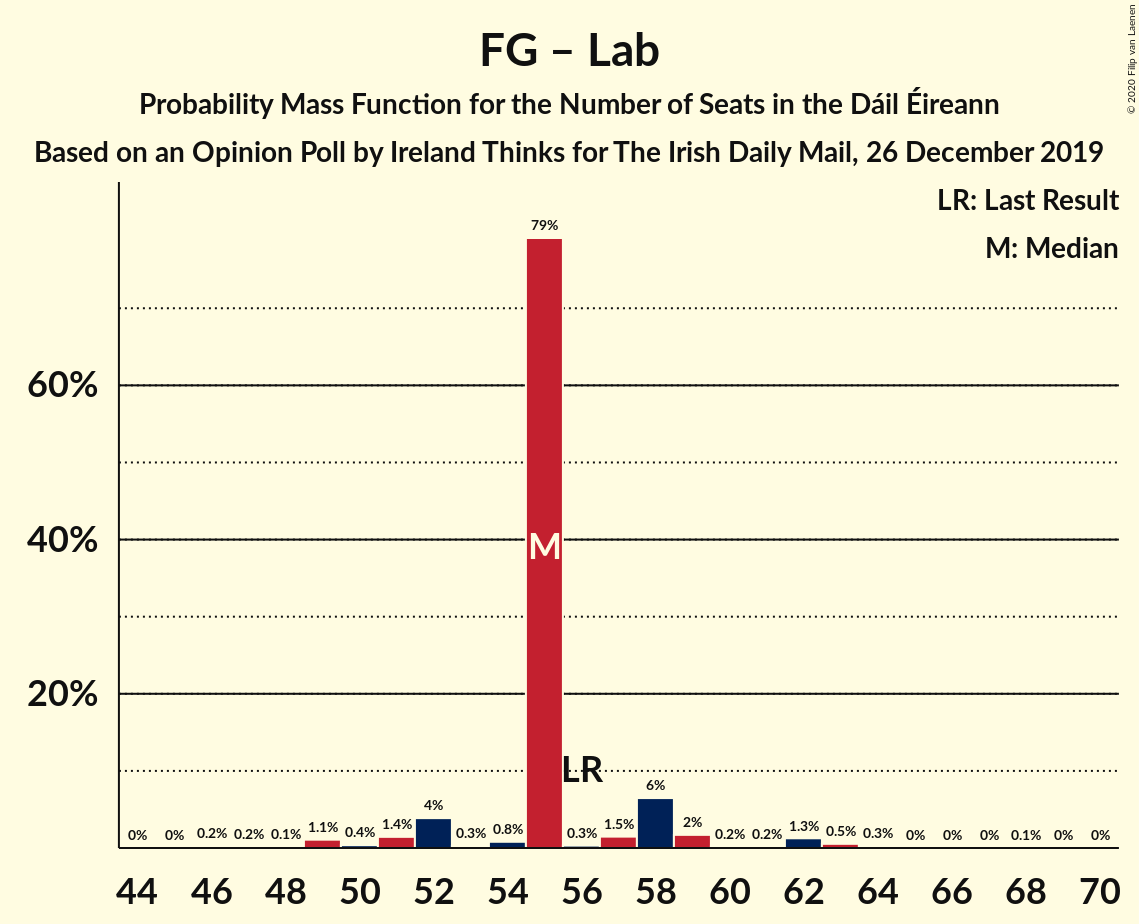 FG – Lab
Probability Mass Function for the Number of Seats in the Dáil Éireann
Based on an Opinion Poll by Ireland Thinks for The Irish Daily Mail, 26 December 2019
© 2020 Filip van Laenen
LR: Last Result
M: Median
60%
40%
20%
0% 0% 0.2% 0.2% 0.1% 1.1% 0.4% 1.4% 4% 0.3% 0.8% 79% 0.3% 1.5% 6% 2% 0.2% 0.2% 1.3% 0.5% 0.3% 0% 0% 0% 0.1% 0% 0%
M
LR
44 46 48 50 52 54 56 58 60 62 64 66 68 70